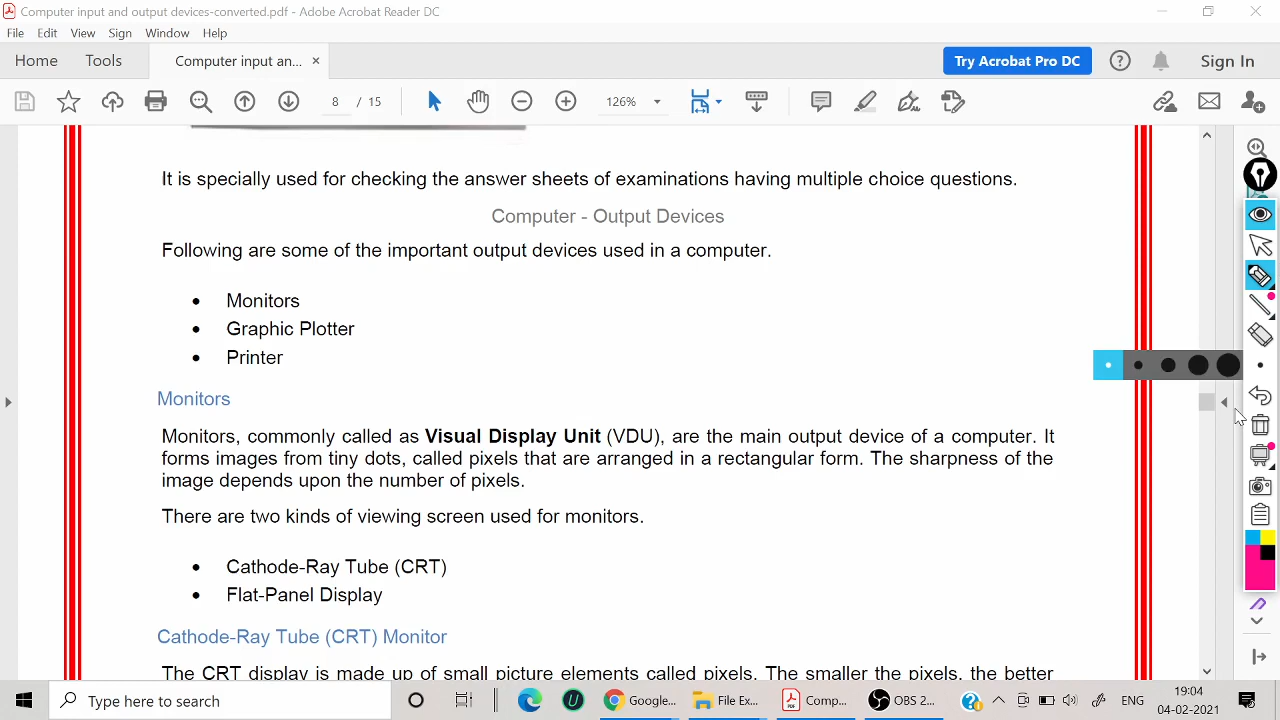 Computer input and output devices-converted.pdf - Adobe Acrobat Reader DC
File Edit View Sign Window Help
Home Tools Computer input an... × Try Acrobat Pro DC Sign In
8 / 15 126%
It is specially used for checking the answer sheets of examinations having multiple choice questions.
Computer - Output Devices
Following are some of the important output devices used in a computer.
• Monitors
• Graphic Plotter
• Printer
Monitors
Monitors, commonly called as Visual Display Unit (VDU), are the main output device of a computer. It
forms images from tiny dots, called pixels that are arranged in a rectangular form. The sharpness of the
image depends upon the number of pixels.
There are two kinds of viewing screen used for monitors.
• Cathode-Ray Tube (CRT)
• Flat-Panel Display
Cathode-Ray Tube (CRT) Monitor
The CRT display is made up of small picture elements called pixels. The smaller the pixels, the better
Type here to search Google... File Ex... Comp... OBS 2... ENG 19:04
04-02-2021